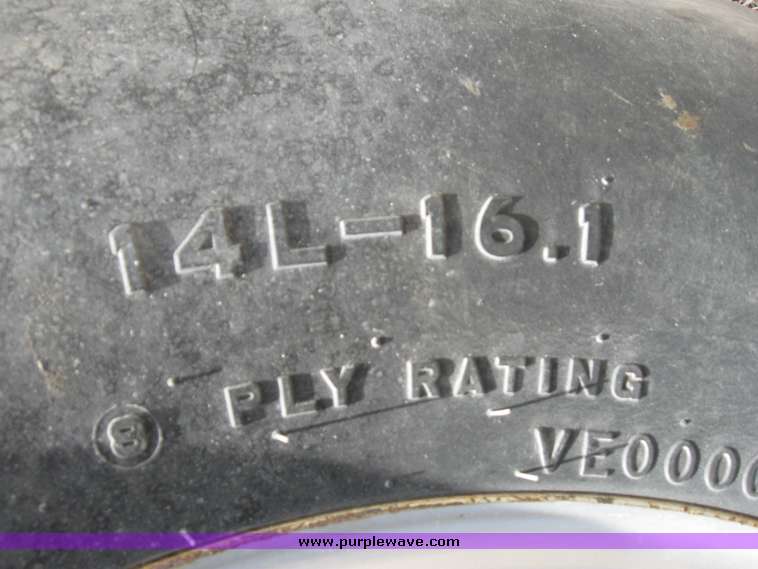 14L-16.1
8 PLY RATING
VE000
www.purplewave.com